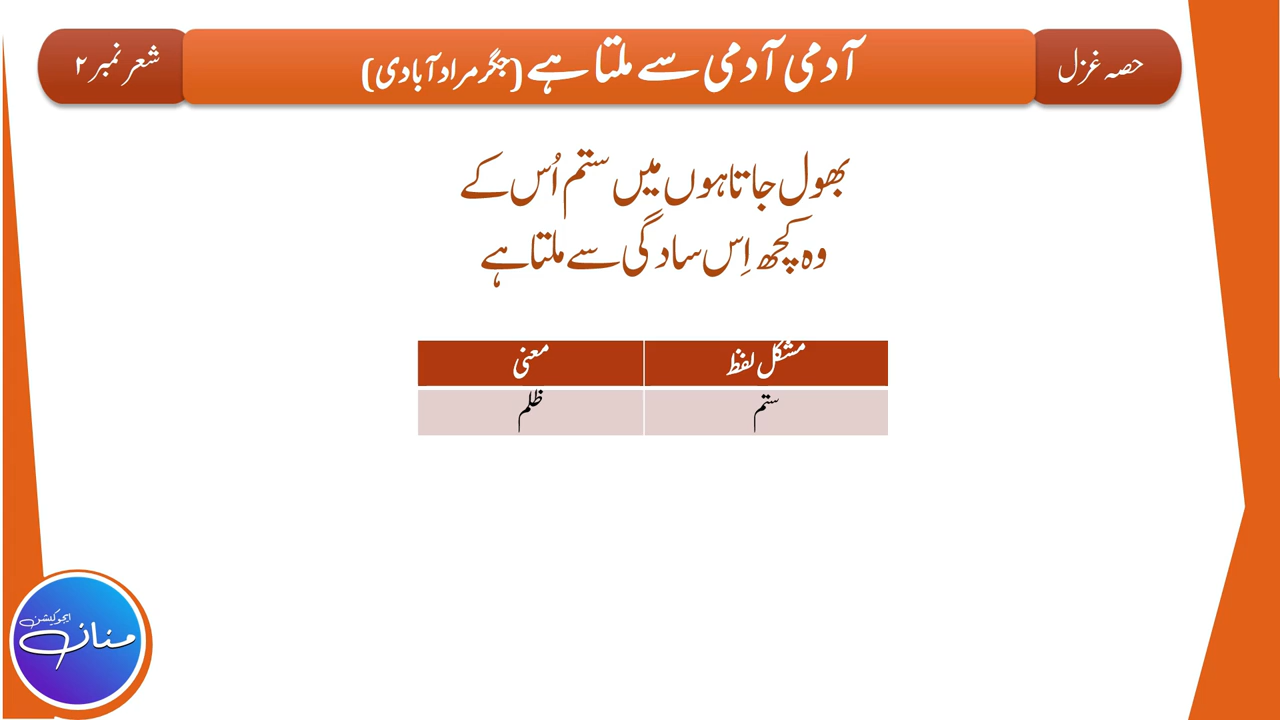 حصہ غزل
آدمی آدمی سے ملتا ہے (جگر مراد آبادی)
شعر نمبر ۲
بھول جاتا ہوں میں ستم اُس کے
وہ کچھ اِس سادگی سے ملتا ہے
مشکل لفظ معنی
ستم ظلم
ایجوکیشن
منان